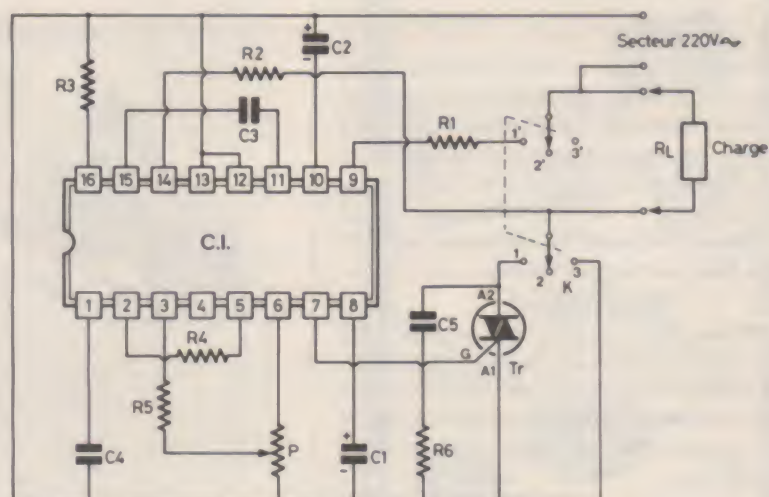 Secteur 220V~
R3
R2
C2
+
-
C3
R1
1'
2'
3'
RL
Charge
16 15 14 13 12 11 10 9
C.I.
1 2 3 4 5 6 7 8
1
2
3
K
C5
A2
G
A1
Tr
R4
R5
P
+
-
C1
R6
C4